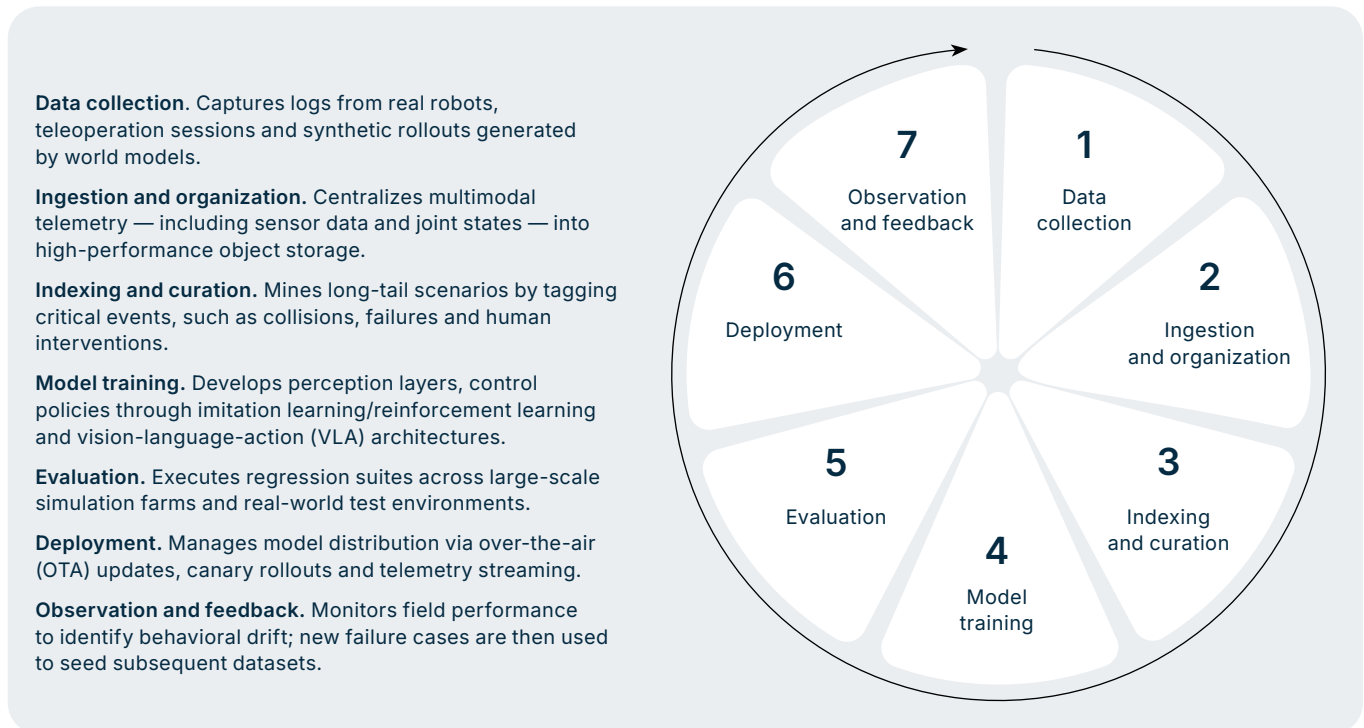 Data collection. Captures logs from real robots,
teleoperation sessions and synthetic rollouts generated
by world models.
Ingestion and organization. Centralizes multimodal
telemetry — including sensor data and joint states — into
high-performance object storage.
Indexing and curation. Mines long-tail scenarios by tagging
critical events, such as collisions, failures and human
interventions.
Model training. Develops perception layers, control
policies through imitation learning/reinforcement learning
and vision-language-action (VLA) architectures.
Evaluation. Executes regression suites across large-scale
simulation farms and real-world test environments.
Deployment. Manages model distribution via over-the-air
(OTA) updates, canary rollouts and telemetry streaming.
Observation and feedback. Monitors field performance
to identify behavioral drift; new failure cases are then used
to seed subsequent datasets.
1
Data
collection
2
Ingestion
and organization
3
Indexing
and curation
4
Model
training
5
Evaluation
6
Deployment
7
Observation
and feedback